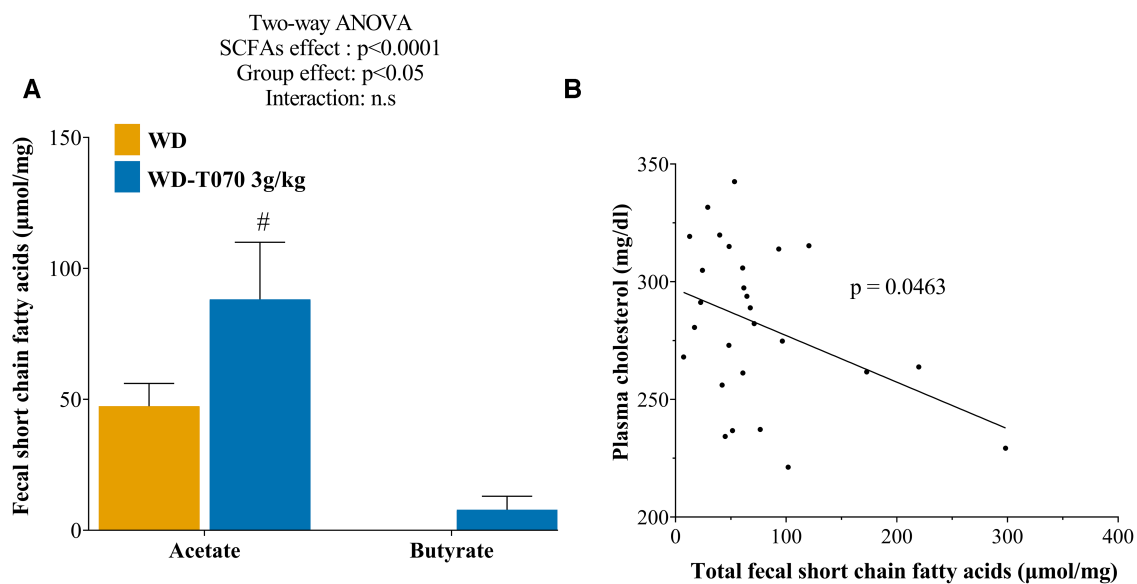 Two-way ANOVA
SCFAs effect : p<0.0001
Group effect: p<0.05
Interaction: n.s
A
Fecal short chain fatty acids (µmol/mg)
150
100
50
0
WD
WD-T070 3g/kg
#
Acetate
Butyrate
B
Plasma cholesterol (mg/dl)
350
300
250
200
p = 0.0463
0
100
200
300
400
Total fecal short chain fatty acids (µmol/mg)